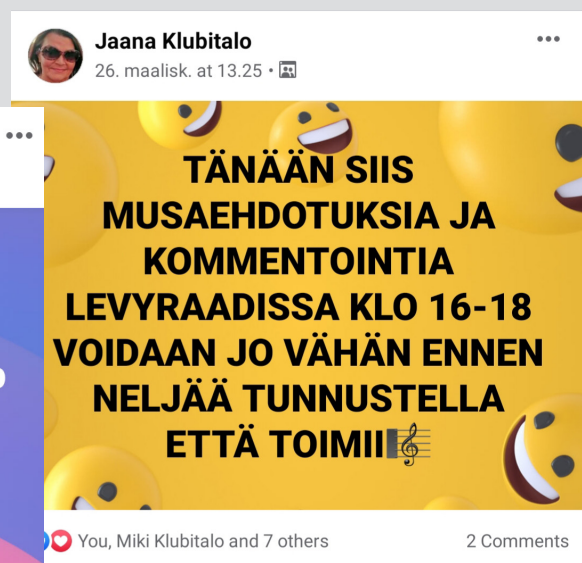 Jaana Klubitalo
26. maalisk. at 13.25
TÄNÄÄN SIIS
MUSAEHDOTUKSIA JA
KOMMENTOINTIA
LEVYRAADISSA KLO 16-18
VOIDAAN JO VÄHÄN ENNEN
NELJÄÄ TUNNUSTELLA
ETTÄ TOIMII🎼
You, Miki Klubitalo and 7 others
2 Comments